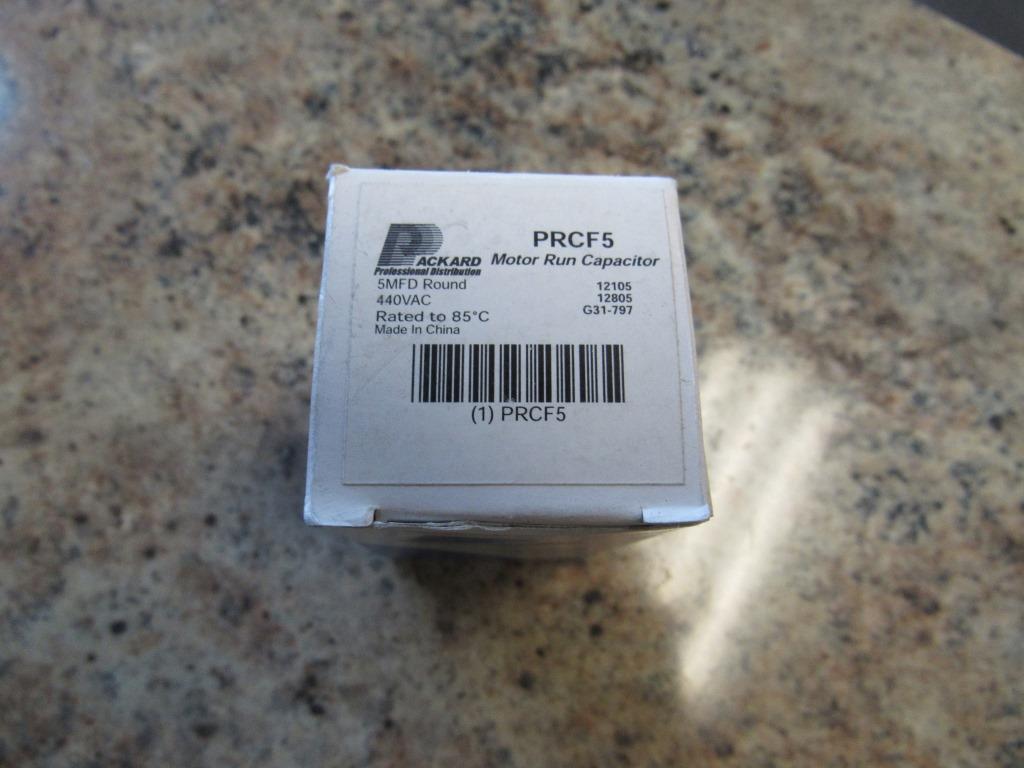 PACKARD
Professional Distribution
PRCF5
Motor Run Capacitor
5MFD Round
440VAC
Rated to 85°C
Made In China
12105
12805
G31-797
(1) PRCF5